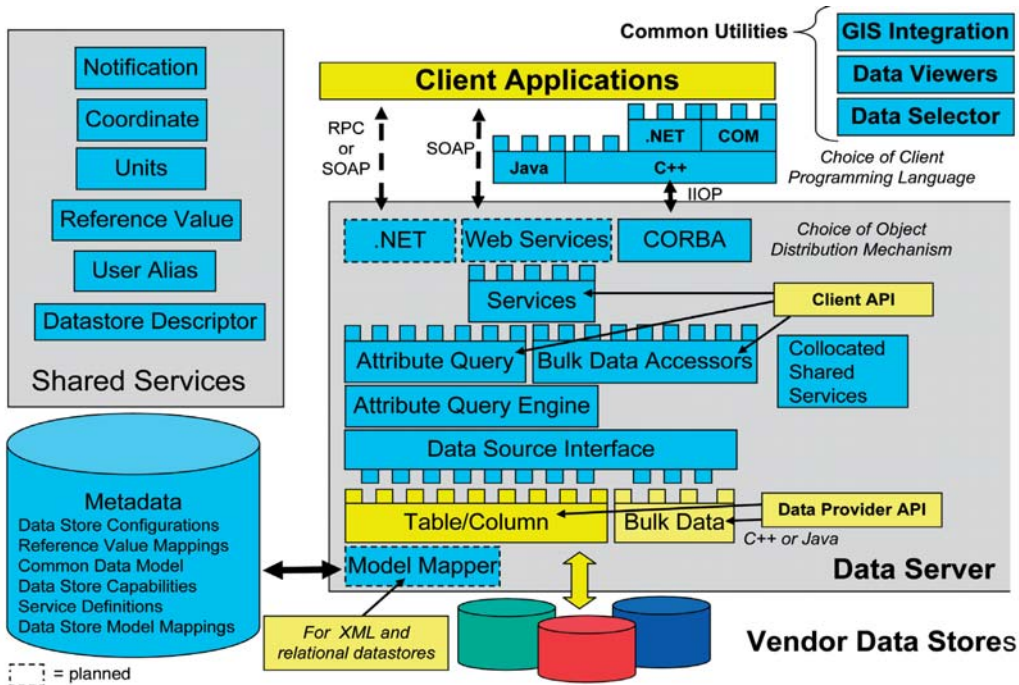 Notification
Coordinate
Units
Reference Value
User Alias
Datastore Descriptor
Shared Services
Common Utilities
GIS Integration
Data Viewers
Data Selector
Client Applications
RPC
or
SOAP
SOAP
.NET
COM
Java
C++
IIOP
Choice of Client
Programming Language
.NET
Web Services
CORBA
Choice of Object
Distribution Mechanism
Services
Client API
Attribute Query
Bulk Data Accessors
Collocated
Shared
Services
Attribute Query Engine
Data Source Interface
Table/Column
Bulk Data
Data Provider API
C++ or Java
Model Mapper
Data Server
Metadata
Data Store Configurations
Reference Value Mappings
Common Data Model
Data Store Capabilities
Service Definitions
Data Store Model Mappings
For XML and
relational datastores
Vendor Data Stores
= planned